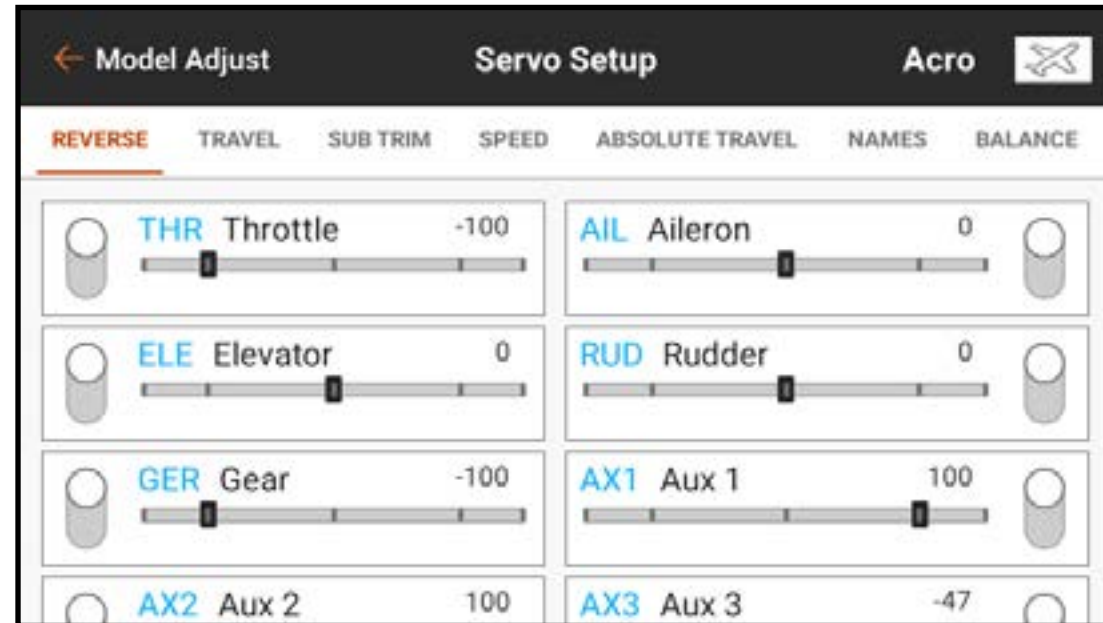 ← Model Adjust Servo Setup Acro
REVERSE TRAVEL SUB TRIM SPEED ABSOLUTE TRAVEL NAMES BALANCE
THR Throttle -100 AIL Aileron 0
ELE Elevator 0 RUD Rudder 0
GER Gear -100 AX1 Aux 1 100
AX2 Aux 2 100 AX3 Aux 3 -47